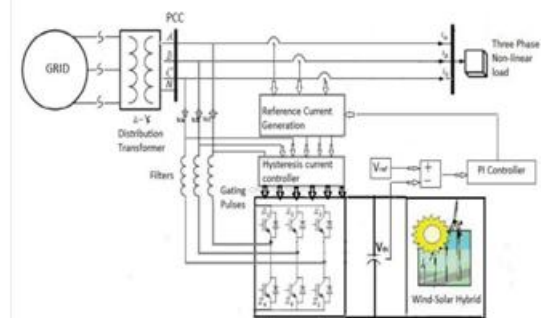 PCC
A
B
C
N
GRID
Δ-Y
Distribution
Transformer
Three Phase
Non-linear
load
Reference Current
Generation
Filters
Hysteresis current
controller
Gating
Pulses
Vref
+
−
PI Controller
Vdc
Wind-Solar Hybrid